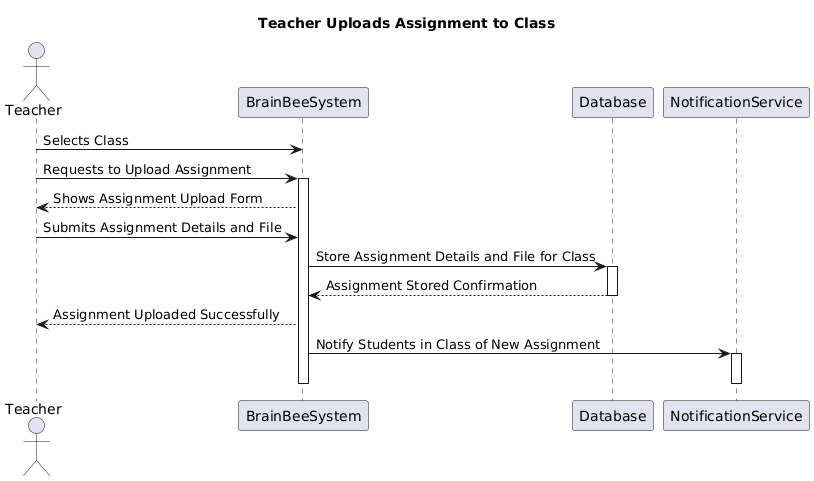 Teacher Uploads Assignment to Class
Teacher
BrainBeeSystem
Database
NotificationService
Selects Class
Requests to Upload Assignment
Shows Assignment Upload Form
Submits Assignment Details and File
Store Assignment Details and File for Class
Assignment Stored Confirmation
Assignment Uploaded Successfully
Notify Students in Class of New Assignment
Teacher
BrainBeeSystem
Database
NotificationService